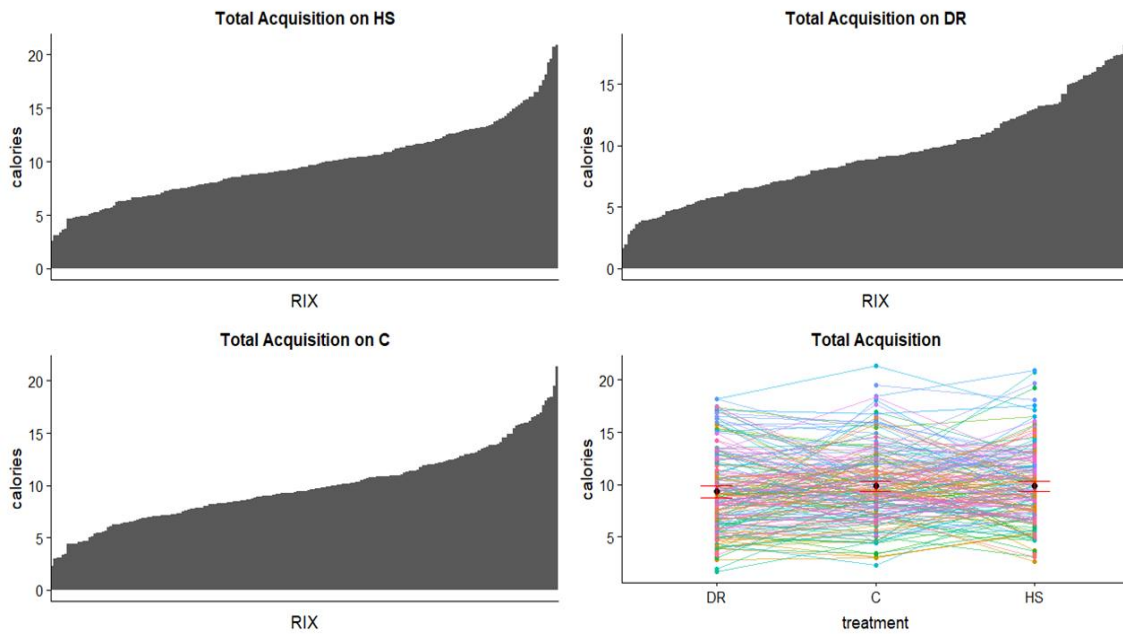 Total Acquisition on HS
calories
20
15
10
5
0
RIX
Total Acquisition on DR
calories
15
10
5
0
RIX
Total Acquisition on C
calories
20
15
10
5
0
RIX
Total Acquisition
calories
20
15
10
5
DR C HS
treatment